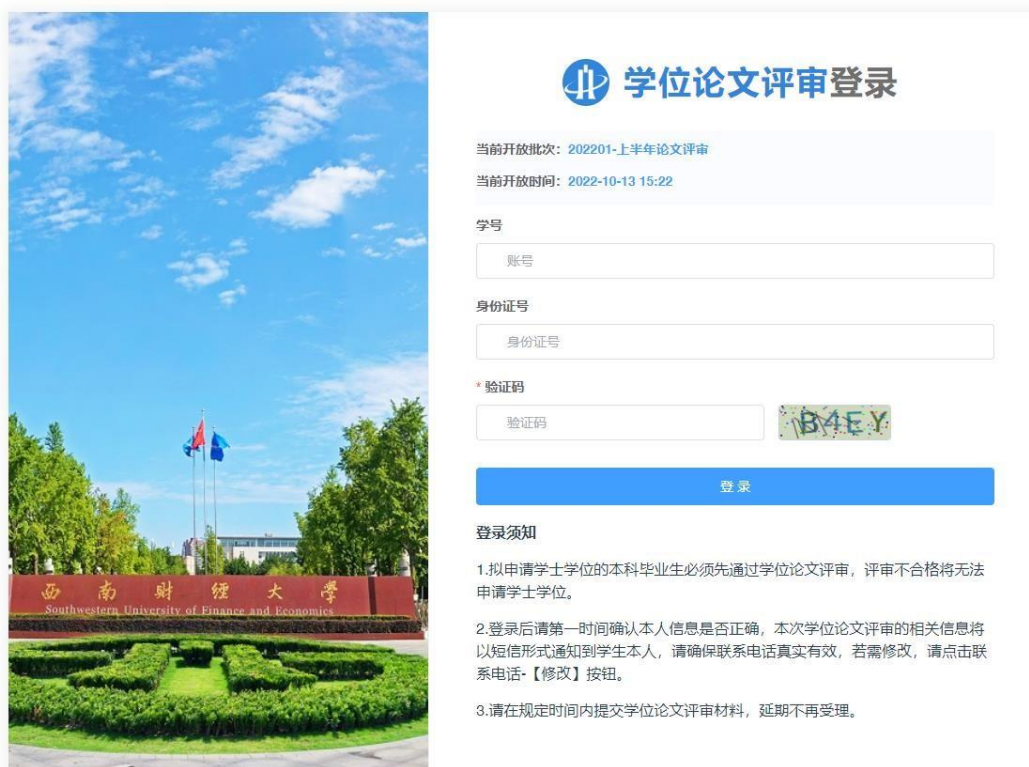 学位论文评审登录
当前开放批次：202201-上半年论文评审
当前开放时间：2022-10-13 15:22
学号
账号
身份证号
身份证号
* 验证码
验证码
B4EY
登 录
登录须知
1.拟申请学士学位的本科毕业生必须先通过学位论文评审，评审不合格将无法
申请学士学位。
2.登录后请第一时间确认本人信息是否正确，本次学位论文评审的相关信息将
以短信形式通知到学生本人，请确保联系电话真实有效，若需修改，请点击联
系电话-【修改】按钮。
3.请在规定时间内提交学位论文评审材料，延期不再受理。
西南财经大學
Southwestern University of Finance and Economics